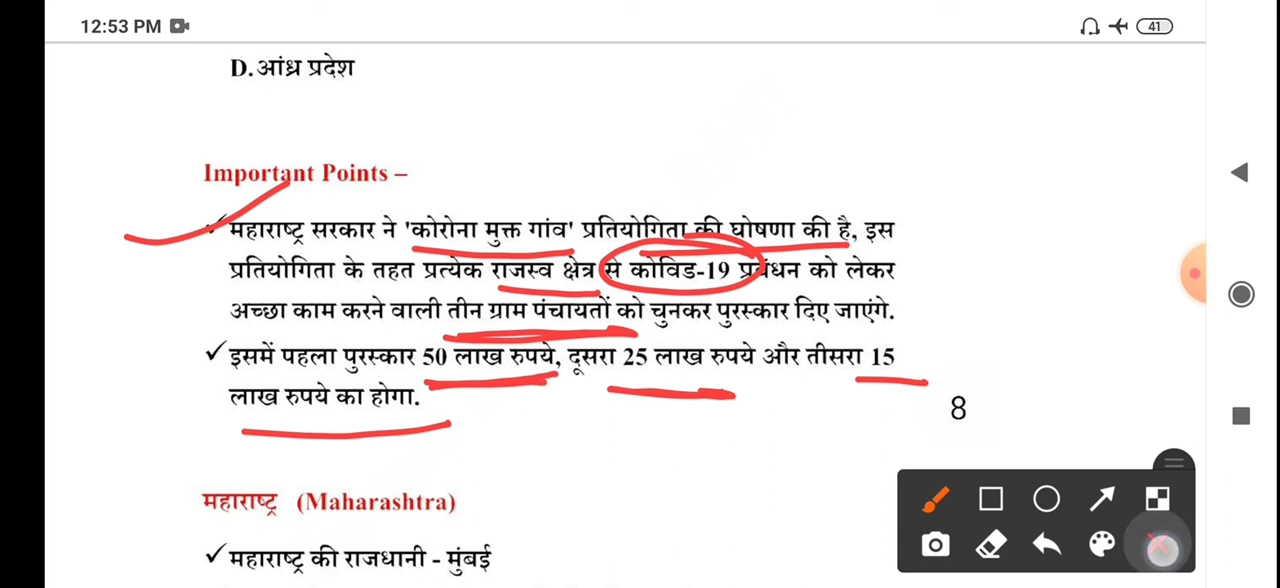 12:53 PM
41
D. आंध्र प्रदेश
Important Points –
✓ महाराष्ट्र सरकार ने 'कोरोना मुक्त गांव' प्रतियोगिता की घोषणा की है, इस
प्रतियोगिता के तहत प्रत्येक राजस्व क्षेत्र से कोविड-19 प्रबंधन को लेकर
अच्छा काम करने वाली तीन ग्राम पंचायतों को चुनकर पुरस्कार दिए जाएंगे.
✓ इसमें पहला पुरस्कार 50 लाख रुपये, दूसरा 25 लाख रुपये और तीसरा 15
लाख रुपये का होगा.
8
महाराष्ट्र (Maharashtra)
✓ महाराष्ट्र की राजधानी - मुंबई